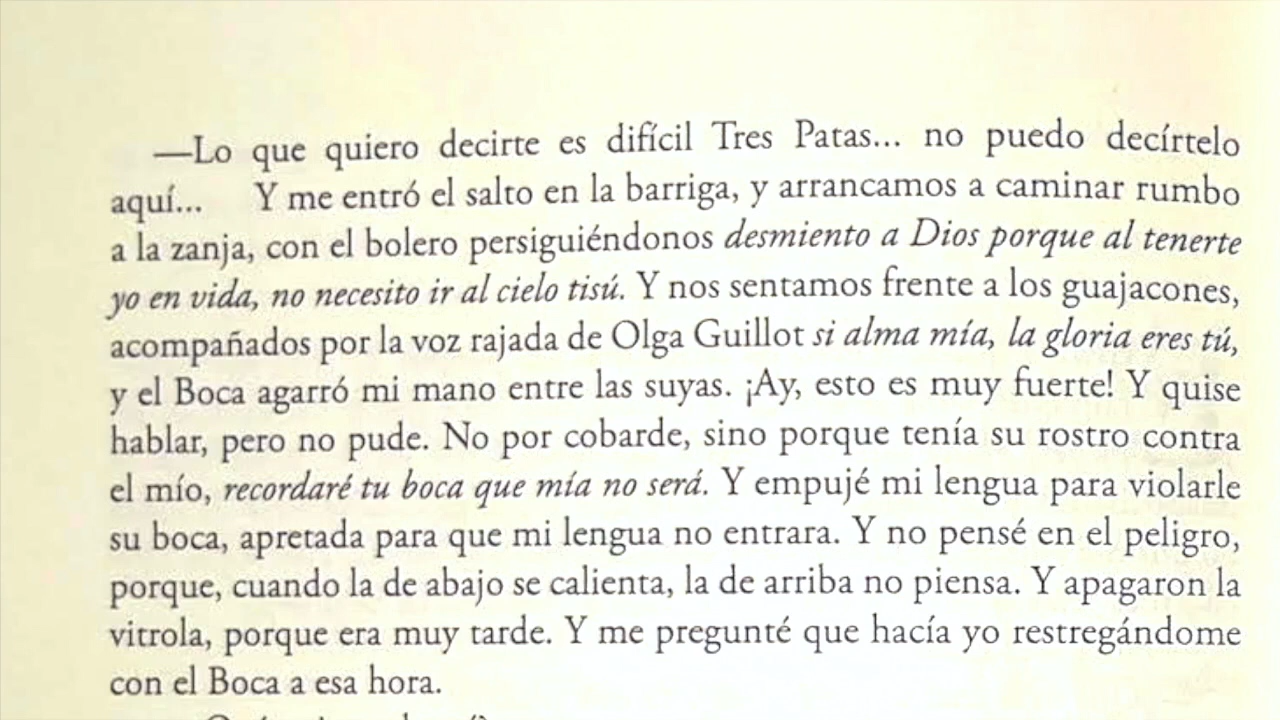 —Lo que quiero decirte es difícil Tres Patas... no puedo decírtelo
aquí... Y me entró el salto en la barriga, y arrancamos a caminar rumbo
a la zanja, con el bolero persiguiéndonos desmiento a Dios porque al tenerte
yo en vida, no necesito ir al cielo tisú. Y nos sentamos frente a los guajacones,
acompañados por la voz rajada de Olga Guillot si alma mía, la gloria eres tú,
y el Boca agarró mi mano entre las suyas. ¡Ay, esto es muy fuerte! Y quise
hablar, pero no pude. No por cobarde, sino porque tenía su rostro contra
el mío, recordaré tu boca que mía no será. Y empujé mi lengua para violarle
su boca, apretada para que mi lengua no entrara. Y no pensé en el peligro,
porque, cuando la de abajo se calienta, la de arriba no piensa. Y apagaron la
vitrola, porque era muy tarde. Y me pregunté que hacía yo restregándome
con el Boca a esa hora.